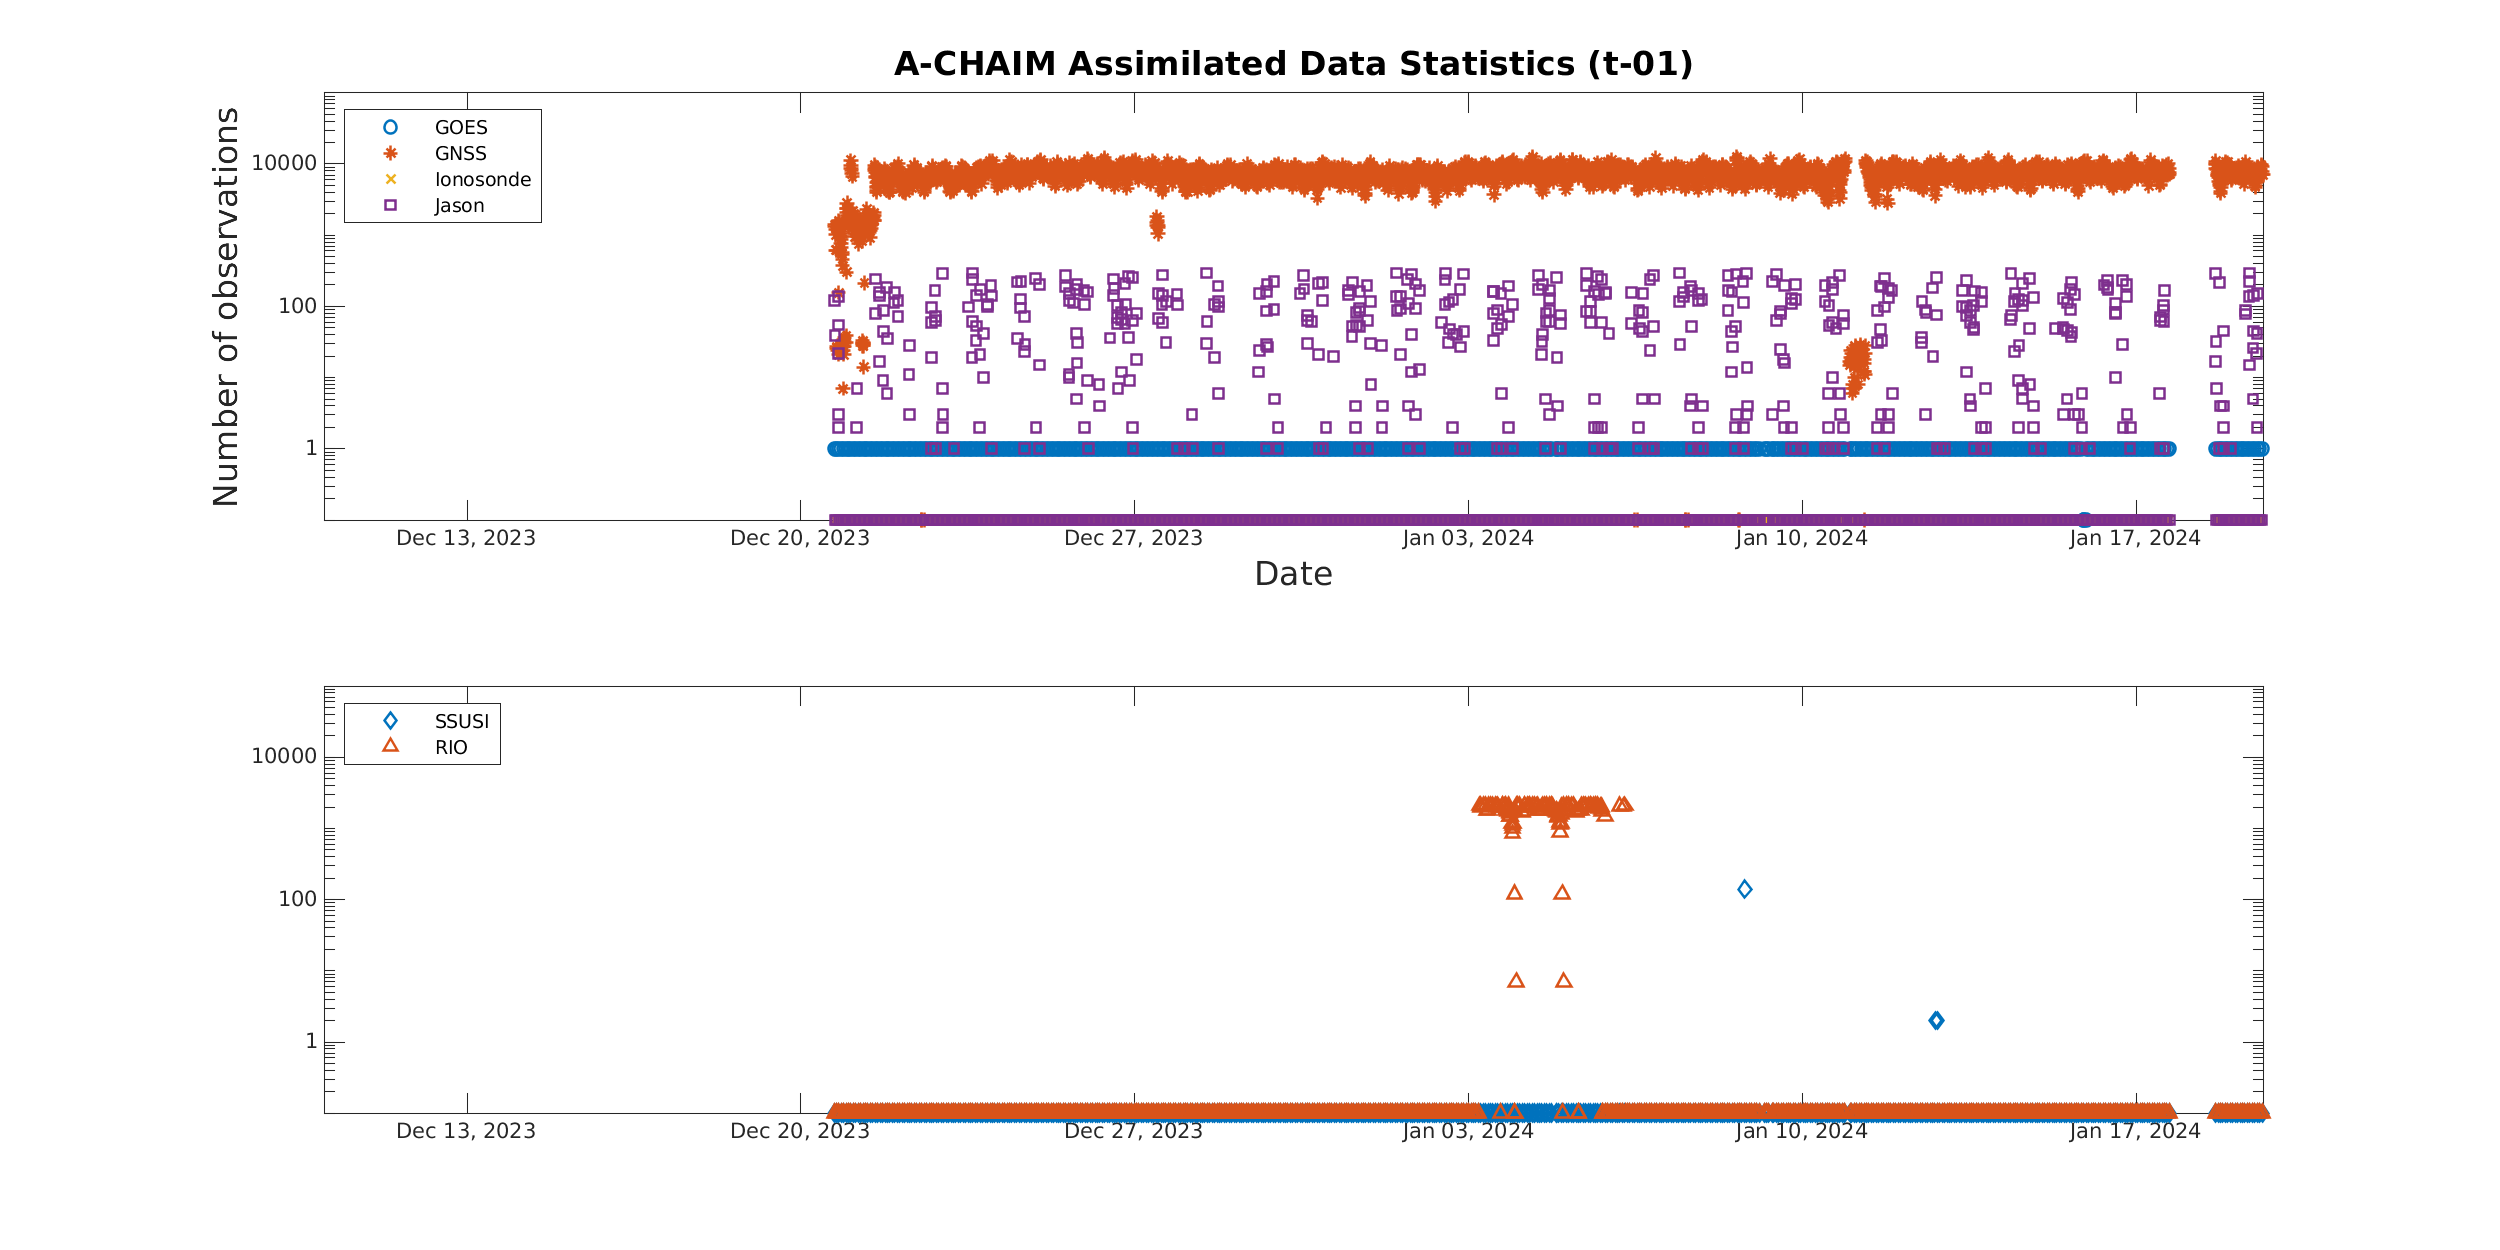 A-CHAIM Assimilated Data Statistics (t-01)
Number of observations
10000
100
1
GOES
GNSS
Ionosonde
Jason
Dec 13, 2023
Dec 20, 2023
Dec 27, 2023
Jan 03, 2024
Jan 10, 2024
Jan 17, 2024
Date
10000
100
1
SSUSI
RIO
Dec 13, 2023
Dec 20, 2023
Dec 27, 2023
Jan 03, 2024
Jan 10, 2024
Jan 17, 2024